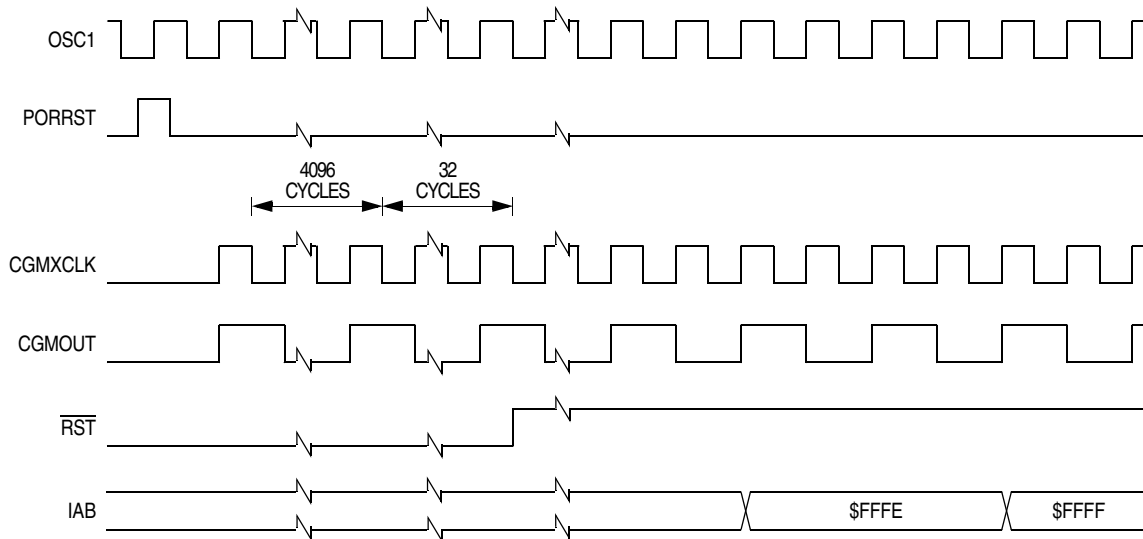 OSC1
PORRST
4096
CYCLES
32
CYCLES
CGMXCLK
CGMOUT
RST
IAB
$FFFE
$FFFF